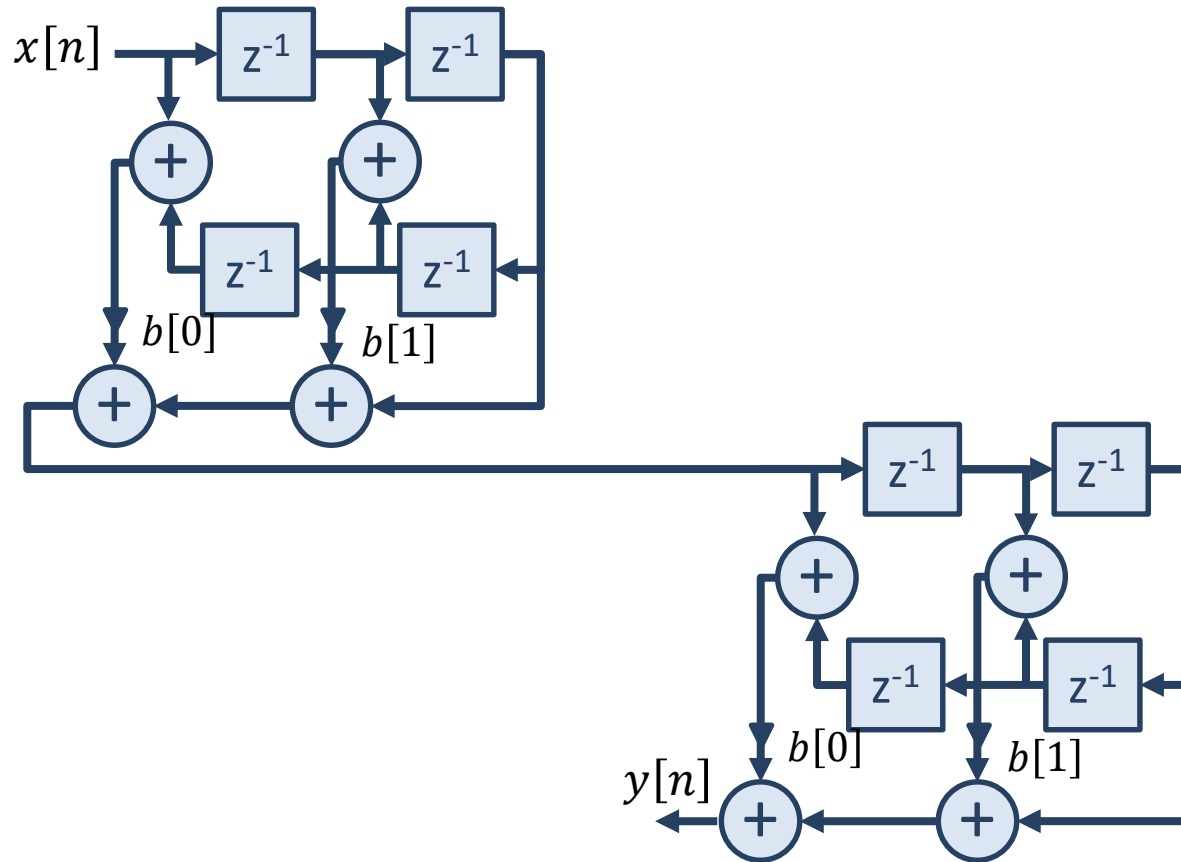 x[n]
z⁻¹
z⁻¹
+
+
z⁻¹
z⁻¹
b[0]
b[1]
+
+
z⁻¹
z⁻¹
+
+
z⁻¹
z⁻¹
b[0]
b[1]
y[n]
+
+